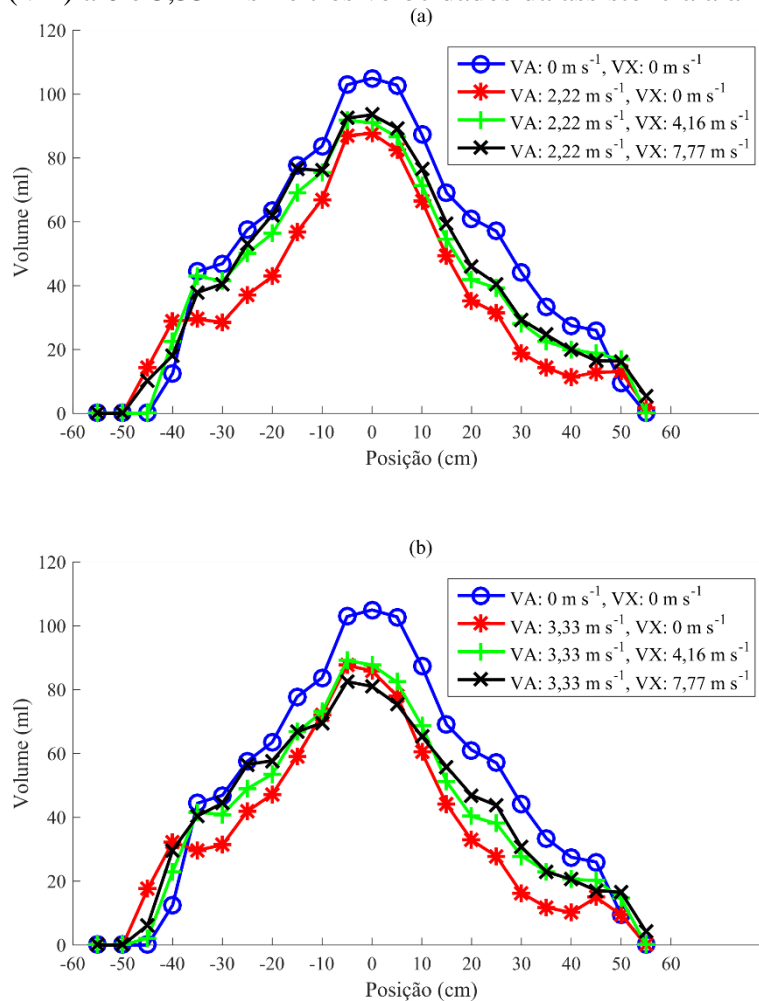 (a)
VA: 0 m s⁻¹, VX: 0 m s⁻¹
VA: 2,22 m s⁻¹, VX: 0 m s⁻¹
VA: 2,22 m s⁻¹, VX: 4,16 m s⁻¹
VA: 2,22 m s⁻¹, VX: 7,77 m s⁻¹
Volume (ml)
120
100
80
60
40
20
0
-60 -50 -40 -30 -20 -10 0 10 20 30 40 50 60
Posição (cm)
(b)
VA: 0 m s⁻¹, VX: 0 m s⁻¹
VA: 3,33 m s⁻¹, VX: 0 m s⁻¹
VA: 3,33 m s⁻¹, VX: 4,16 m s⁻¹
VA: 3,33 m s⁻¹, VX: 7,77 m s⁻¹
Volume (ml)
120
100
80
60
40
20
0
-60 -50 -40 -30 -20 -10 0 10 20 30 40 50 60
Posição (cm)